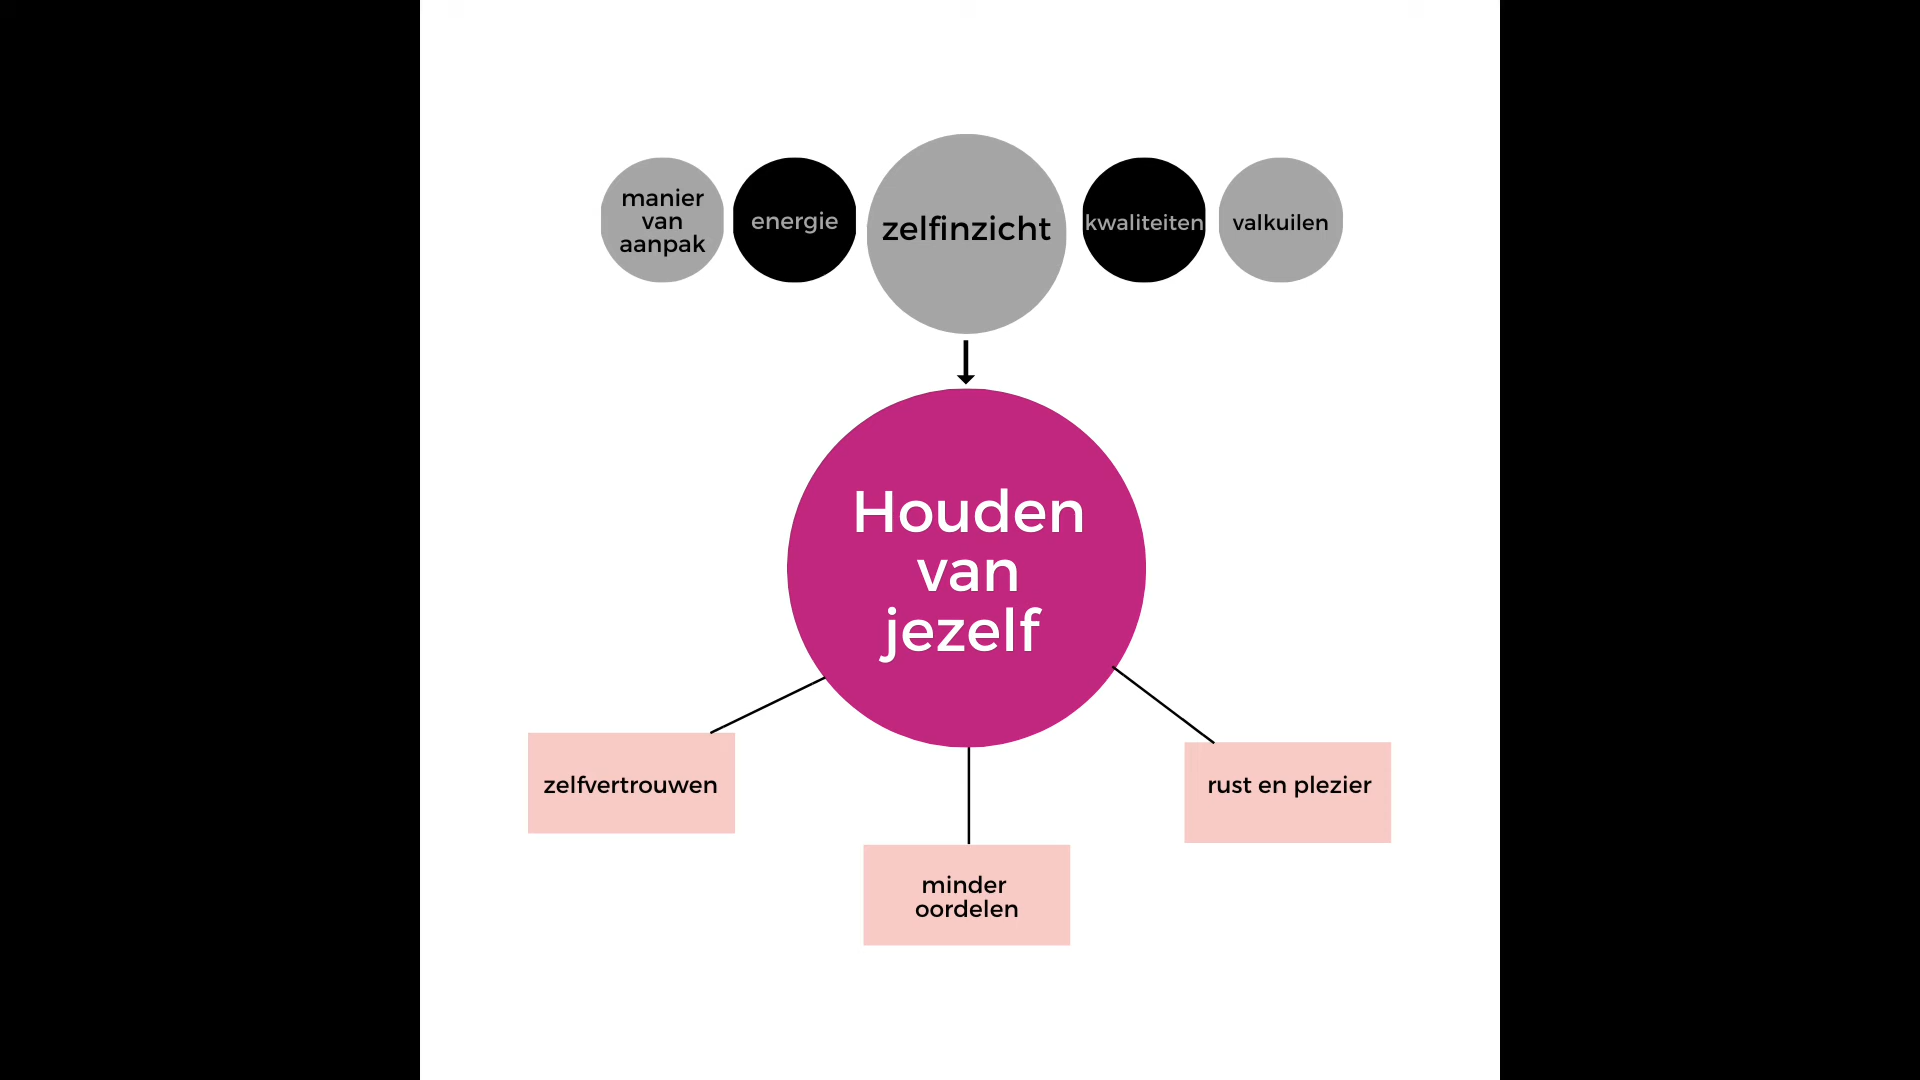 manier
van
aanpak
energie
zelfinzicht
kwaliteiten
valkuilen
Houden
van
jezelf
zelfvertrouwen
rust en plezier
minder
oordelen